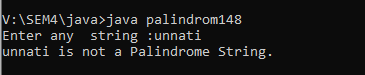 V:\SEM4\java>java palindrom148
Enter any  string :unnati
unnati is not a Palindrome String.